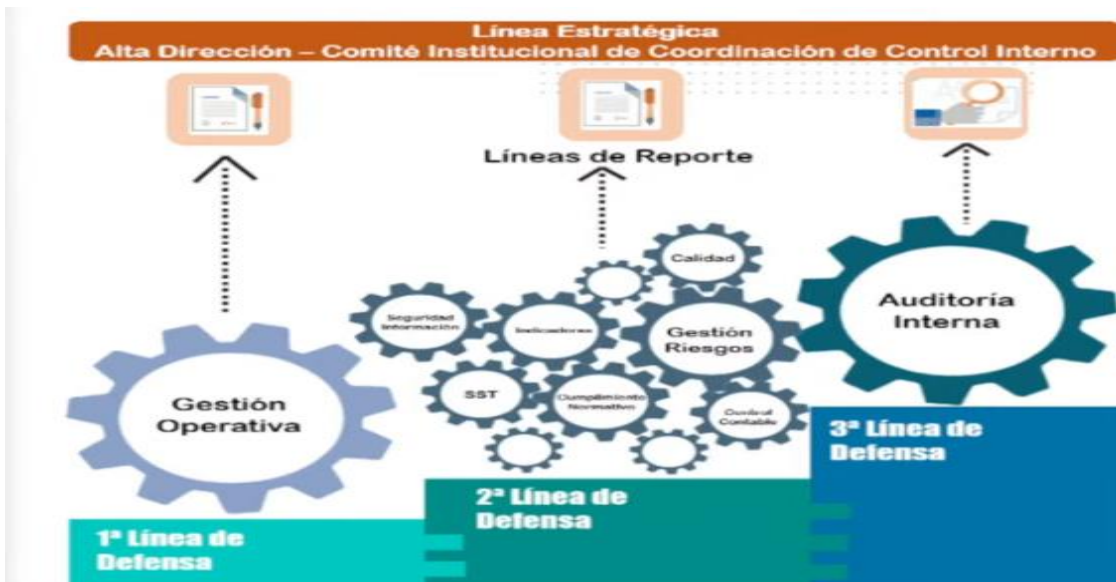 Línea Estratégica
Alta Dirección – Comité Institucional de Coordinación de Control Interno
Líneas de Reporte
Calidad
Seguridad
Información
Indicadores
Gestión
Riesgos
Auditoría
Interna
Gestión
Operativa
SST
Cumplimiento
Normativo
Control
Contable
3ª Línea de
Defensa
2ª Línea de
Defensa
1ª Línea de
Defensa